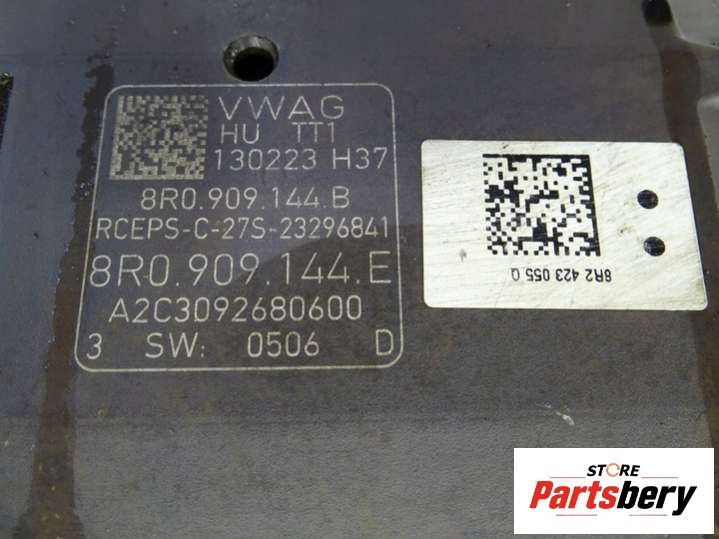 VWAG
HU TT1
130223 H37
8R0.909.144.B
RCEPS-C-27S-23296841
8R0.909.144.E
A2C3092680600
3 SW: 0506 D
8R2 423 055 Q
STORE
Partsbery